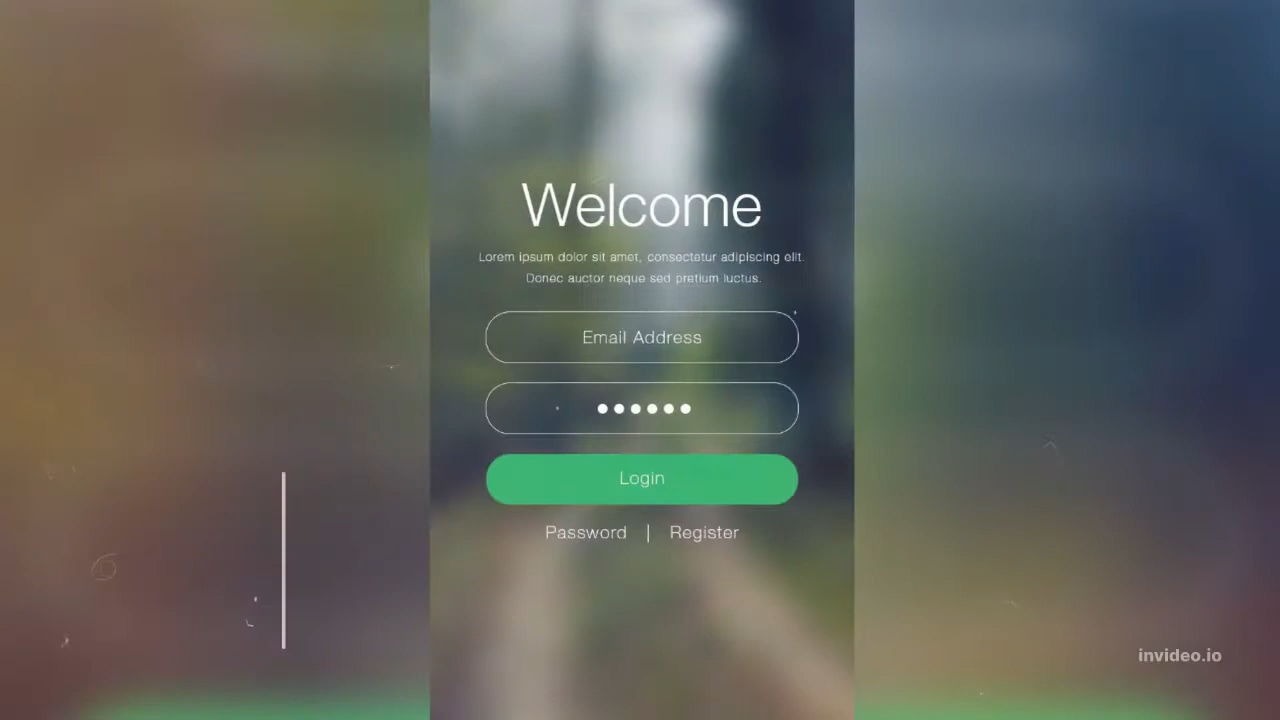 Welcome
Lorem ipsum dolor sit amet, consectetur adipiscing elit.
Donec auctor neque sed pretium luctus.
Email Address
Login
Password | Register
invideo.io